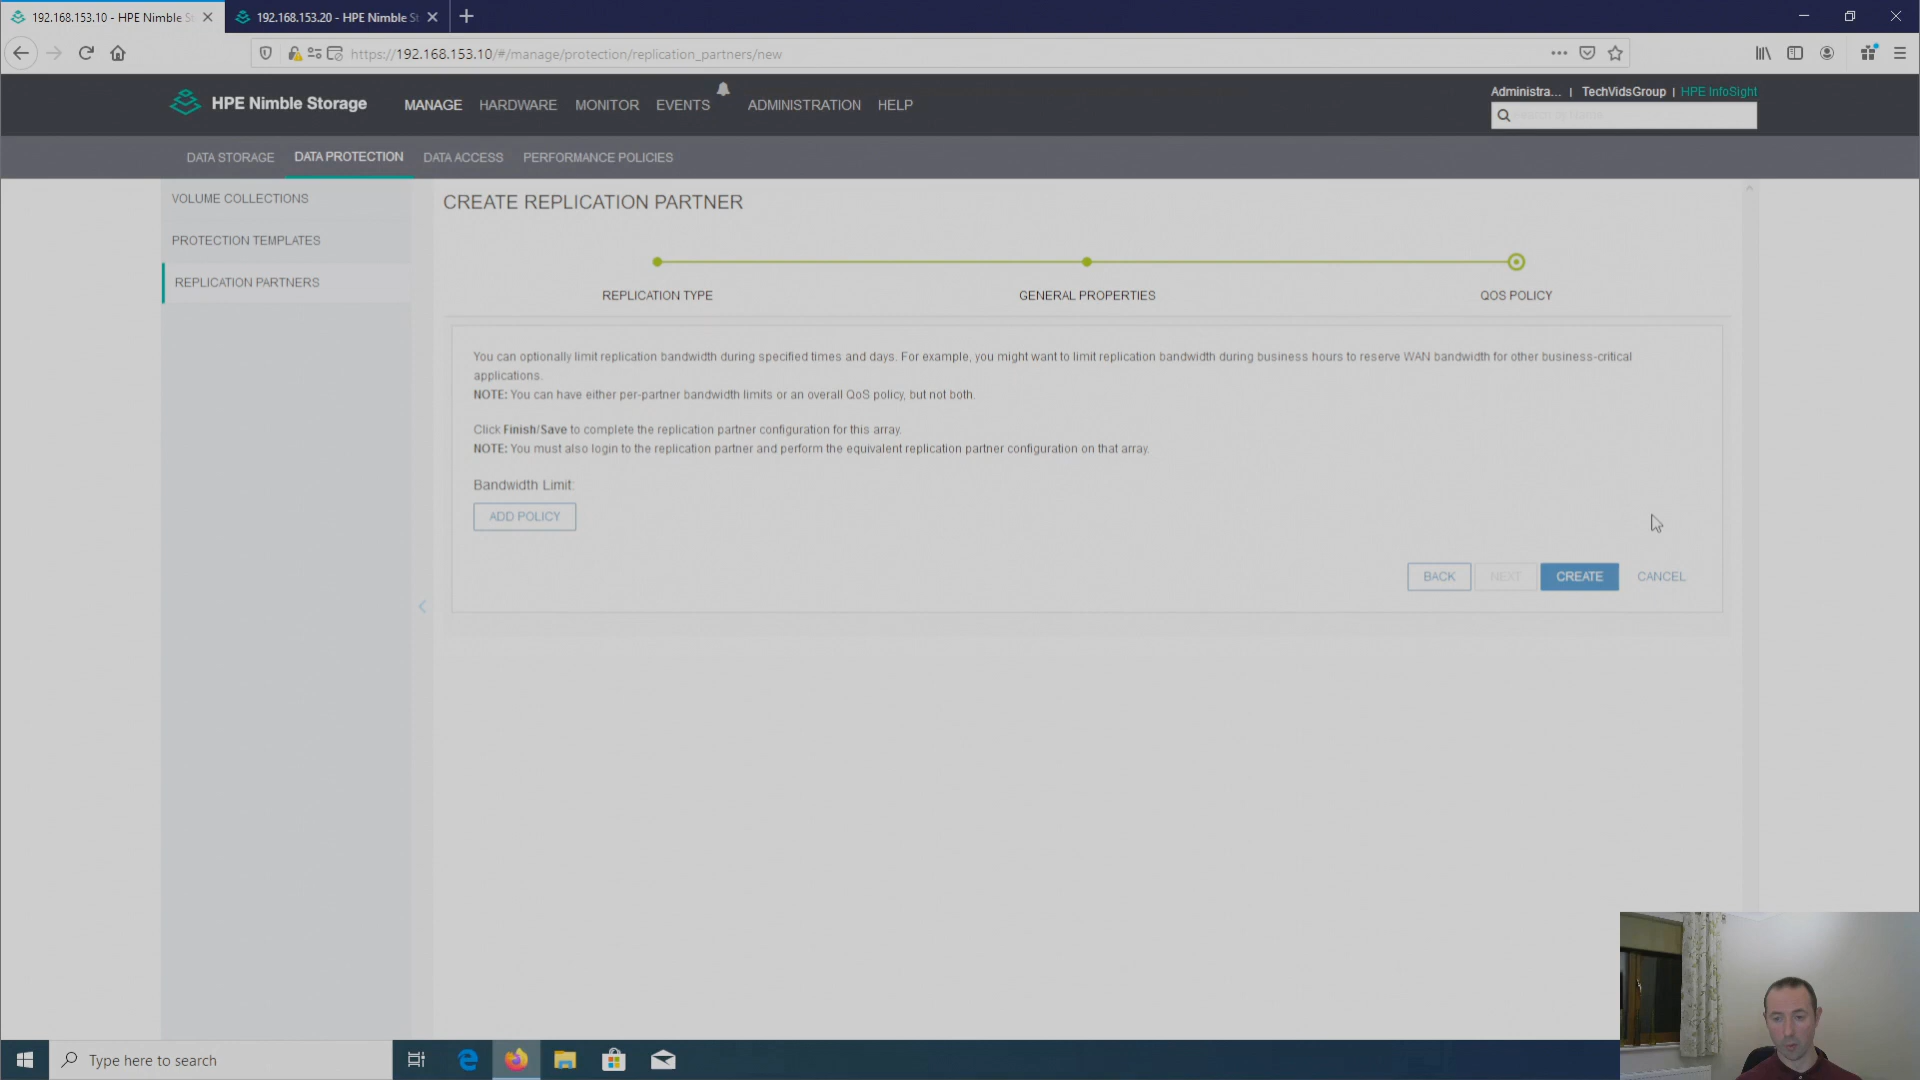 192.168.153.10 - HPE Nimble St
192.168.153.20 - HPE Nimble St
https://192.168.153.10/#/manage/protection/replication_partners/new
HPE Nimble Storage
MANAGE
HARDWARE
MONITOR
EVENTS
ADMINISTRATION
HELP
Administra... | TechVidsGroup | HPE InfoSight
DATA STORAGE
DATA PROTECTION
DATA ACCESS
PERFORMANCE POLICIES
VOLUME COLLECTIONS
PROTECTION TEMPLATES
REPLICATION PARTNERS
CREATE REPLICATION PARTNER
REPLICATION TYPE
GENERAL PROPERTIES
QOS POLICY
You can optionally limit replication bandwidth during specified times and days. For example, you might want to limit replication bandwidth during business hours to reserve WAN bandwidth for other business-critical
applications.
NOTE: You can have either per-partner bandwidth limits or an overall QoS policy, but not both.
Click Finish/Save to complete the replication partner configuration for this array.
NOTE: You must also login to the replication partner and perform the equivalent replication partner configuration on that array.
Bandwidth Limit:
ADD POLICY
BACK
NEXT
CREATE
CANCEL
Type here to search